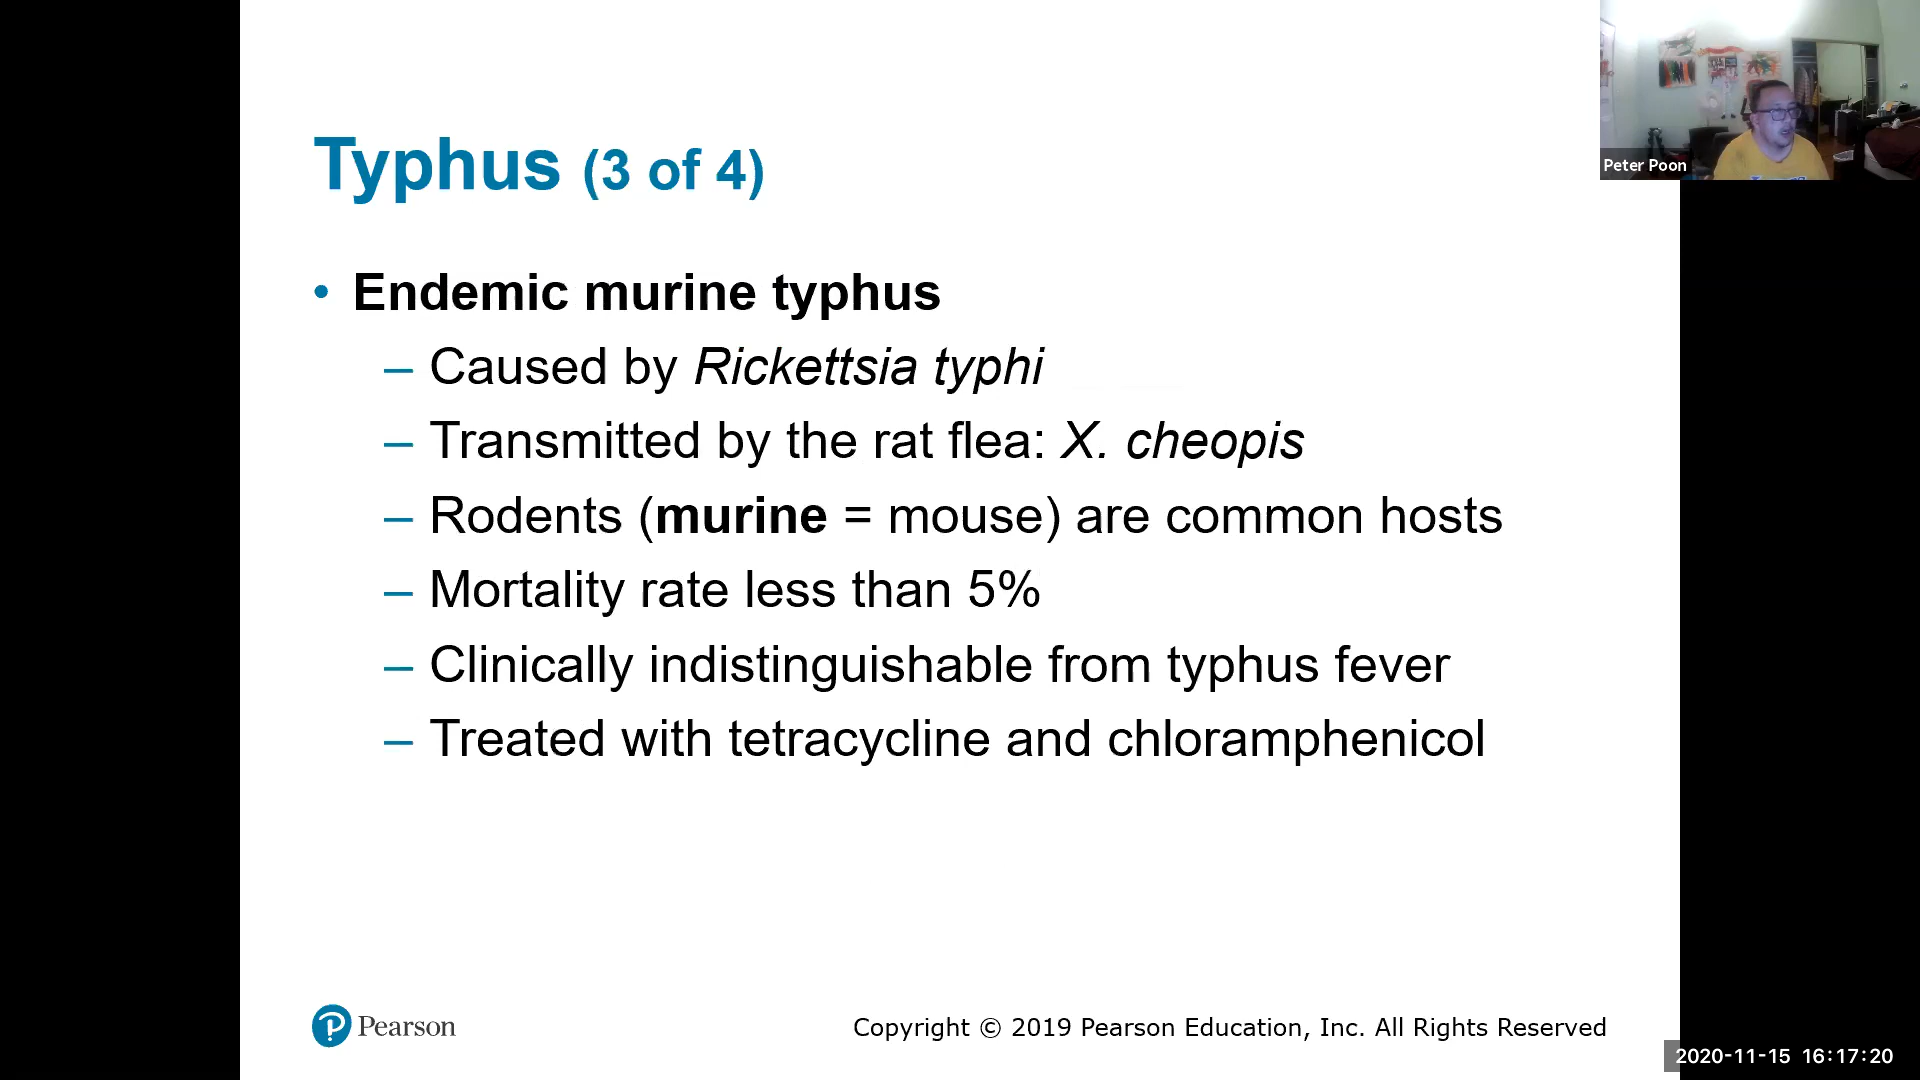 Typhus (3 of 4)
• Endemic murine typhus
– Caused by Rickettsia typhi
– Transmitted by the rat flea: X. cheopis
– Rodents (murine = mouse) are common hosts
– Mortality rate less than 5%
– Clinically indistinguishable from typhus fever
– Treated with tetracycline and chloramphenicol
Pearson
Copyright © 2019 Pearson Education, Inc. All Rights Reserved
Peter Poon
2020-11-15 16:17:20